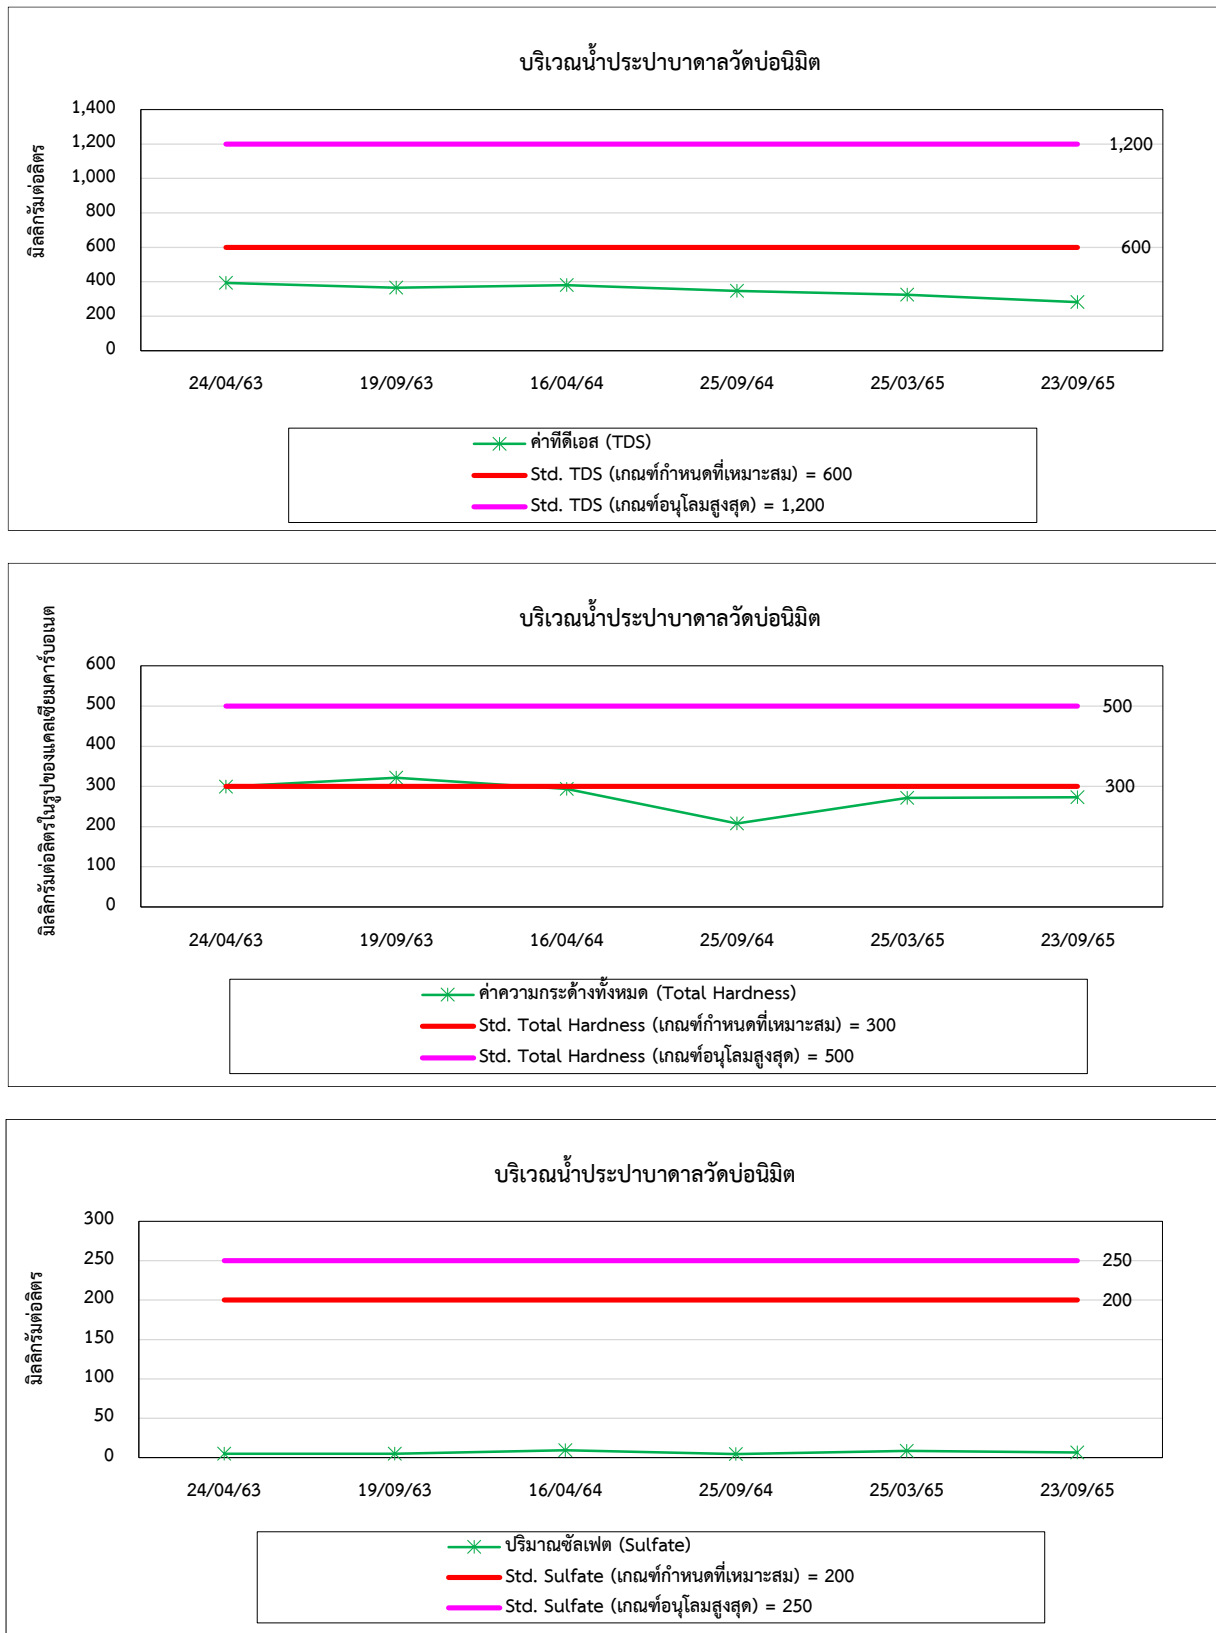 บริเวณน้ำประปาบาดาลวัดบ่อนิมิต
มิลลิกรัมต่อลิตร
1,400
1,200
1,000
800
600
400
200
0
1,200
600
24/04/63 19/09/63 16/04/64 25/09/64 25/03/65 23/09/65
ค่าทีดีเอส (TDS)
Std. TDS (เกณฑ์กำหนดที่เหมาะสม) = 600
Std. TDS (เกณฑ์อนุโลมสูงสุด) = 1,200
บริเวณน้ำประปาบาดาลวัดบ่อนิมิต
มิลลิกรัมต่อลิตรในรูปของแคลเซียมคาร์บอเนต
600
500
400
300
200
100
0
500
300
24/04/63 19/09/63 16/04/64 25/09/64 25/03/65 23/09/65
ค่าความกระด้างทั้งหมด (Total Hardness)
Std. Total Hardness (เกณฑ์กำหนดที่เหมาะสม) = 300
Std. Total Hardness (เกณฑ์อนุโลมสูงสุด) = 500
บริเวณน้ำประปาบาดาลวัดบ่อนิมิต
มิลลิกรัมต่อลิตร
300
250
200
150
100
50
0
250
200
24/04/63 19/09/63 16/04/64 25/09/64 25/03/65 23/09/65
ปริมาณซัลเฟต (Sulfate)
Std. Sulfate (เกณฑ์กำหนดที่เหมาะสม) = 200
Std. Sulfate (เกณฑ์อนุโลมสูงสุด) = 250